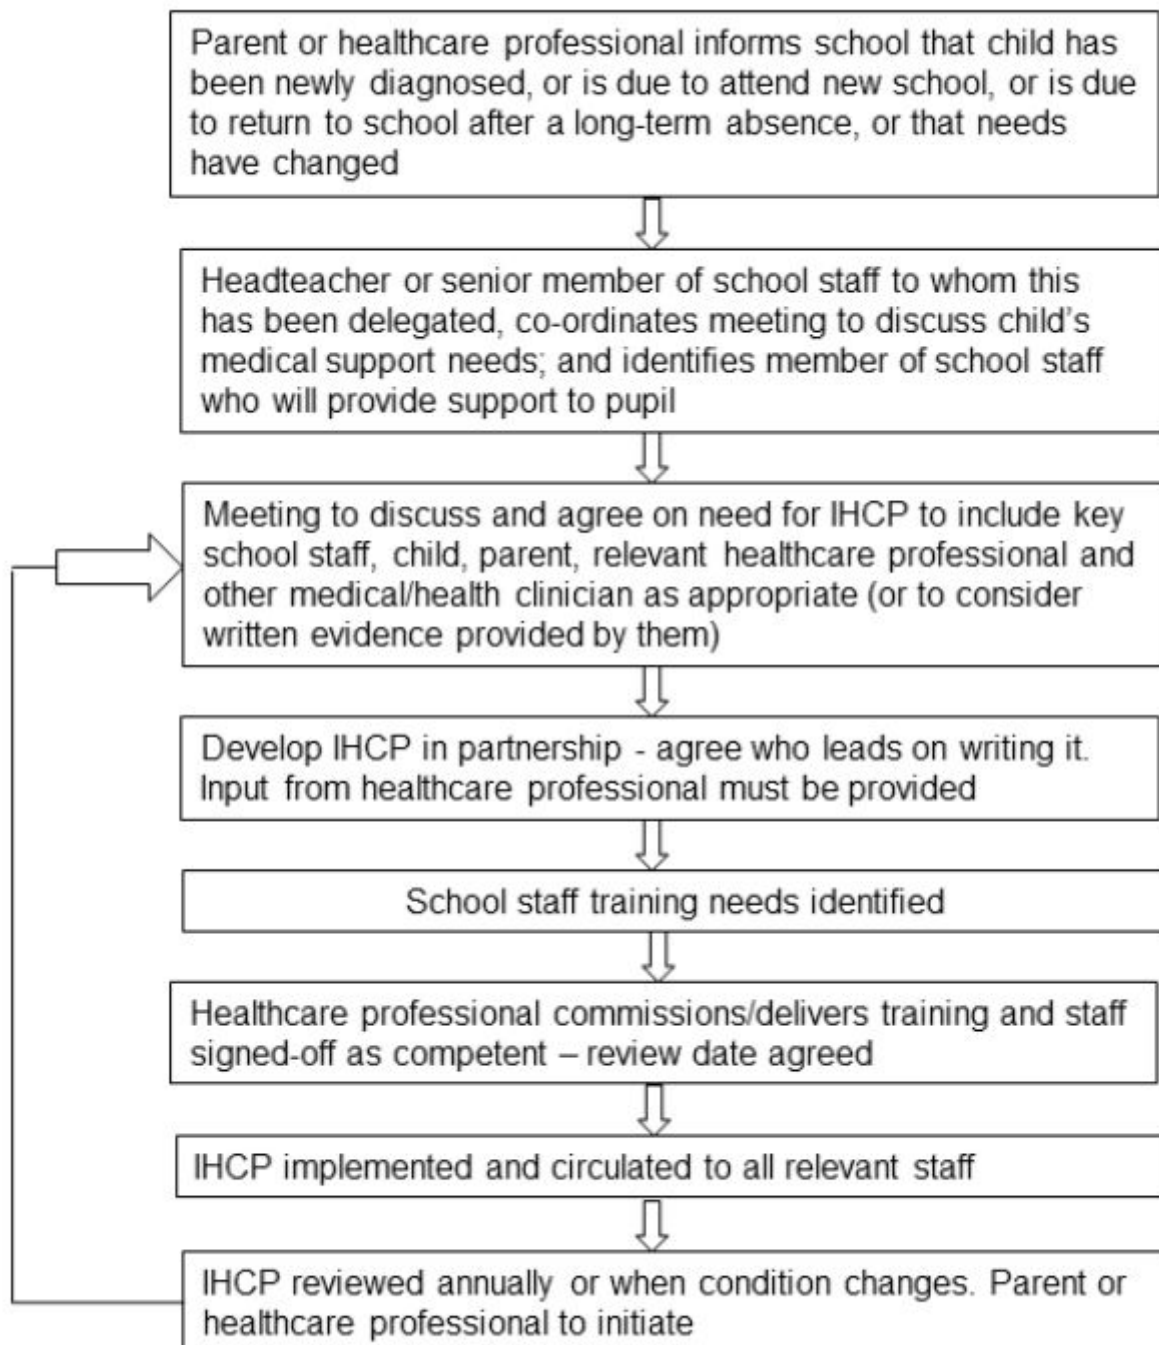 Parent or healthcare professional informs school that child has
been newly diagnosed, or is due to attend new school, or is due
to return to school after a long-term absence, or that needs
have changed
Headteacher or senior member of school staff to whom this
has been delegated, co-ordinates meeting to discuss child's
medical support needs; and identifies member of school staff
who will provide support to pupil
Meeting to discuss and agree on need for IHCP to include key
school staff, child, parent, relevant healthcare professional and
other medical/health clinician as appropriate (or to consider
written evidence provided by them)
Develop IHCP in partnership - agree who leads on writing it.
Input from healthcare professional must be provided
School staff training needs identified
Healthcare professional commissions/delivers training and staff
signed-off as competent – review date agreed
IHCP implemented and circulated to all relevant staff
IHCP reviewed annually or when condition changes. Parent or
healthcare professional to initiate